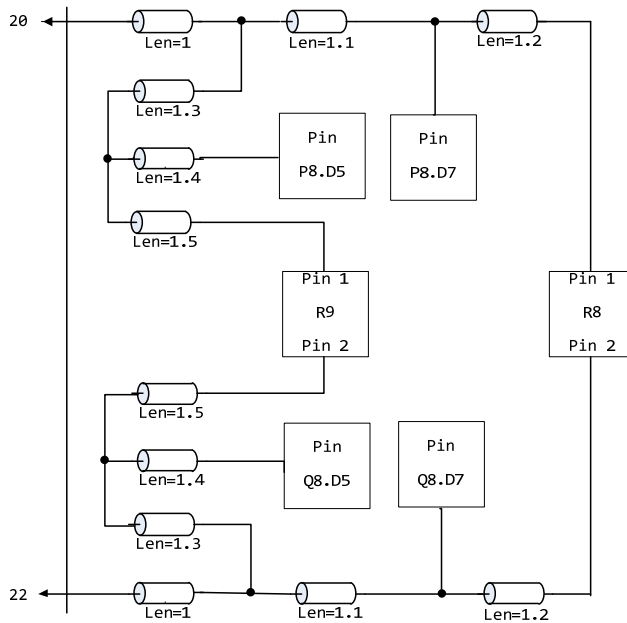 20
Len=1
Len=1.1
Len=1.2
Len=1.3
Len=1.4
Pin
P8.D5
Pin
P8.D7
Len=1.5
Pin 1
R9
Pin 2
Pin 1
R8
Pin 2
Len=1.5
Len=1.4
Pin
Q8.D5
Pin
Q8.D7
Len=1.3
22
Len=1
Len=1.1
Len=1.2